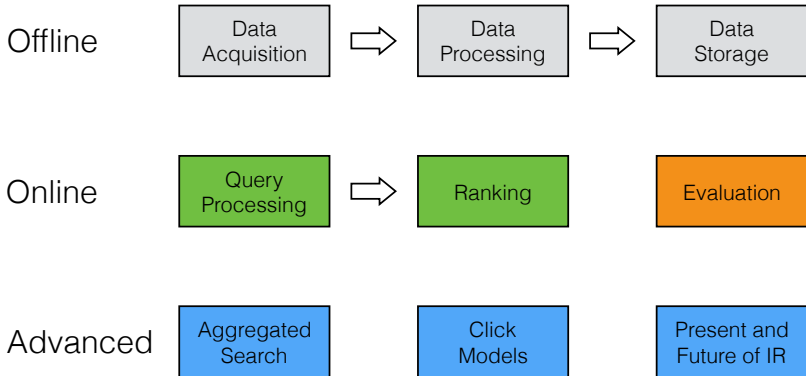 Offline
Data
Acquisition
Data
Processing
Data
Storage
Online
Query
Processing
Ranking
Evaluation
Advanced
Aggregated
Search
Click
Models
Present and
Future of IR